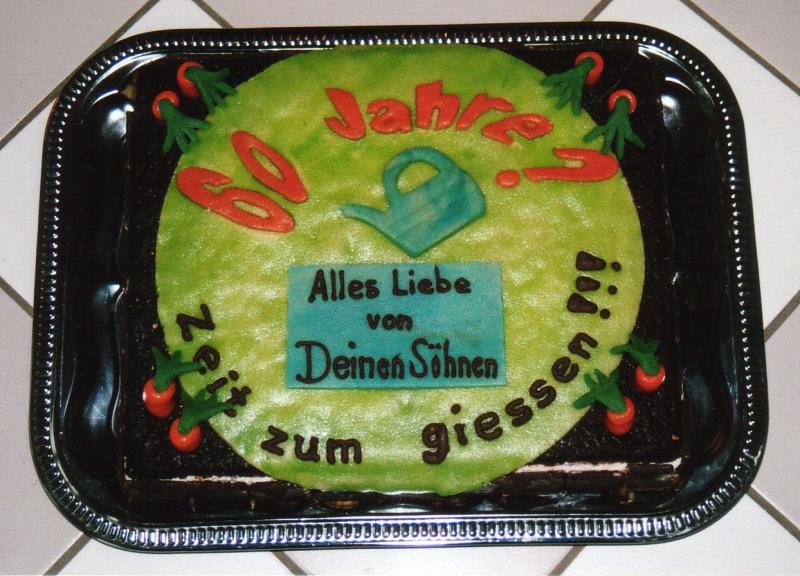 60 Jahre!
Alles Liebe
von
Deinen Söhnen
Zeit zum giessen!!!